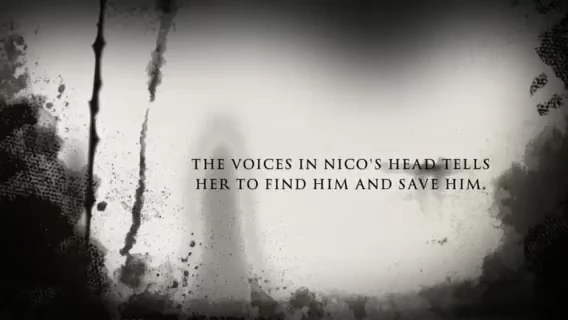 THE VOICES IN NICO'S HEAD TELLS
HER TO FIND HIM AND SAVE HIM.